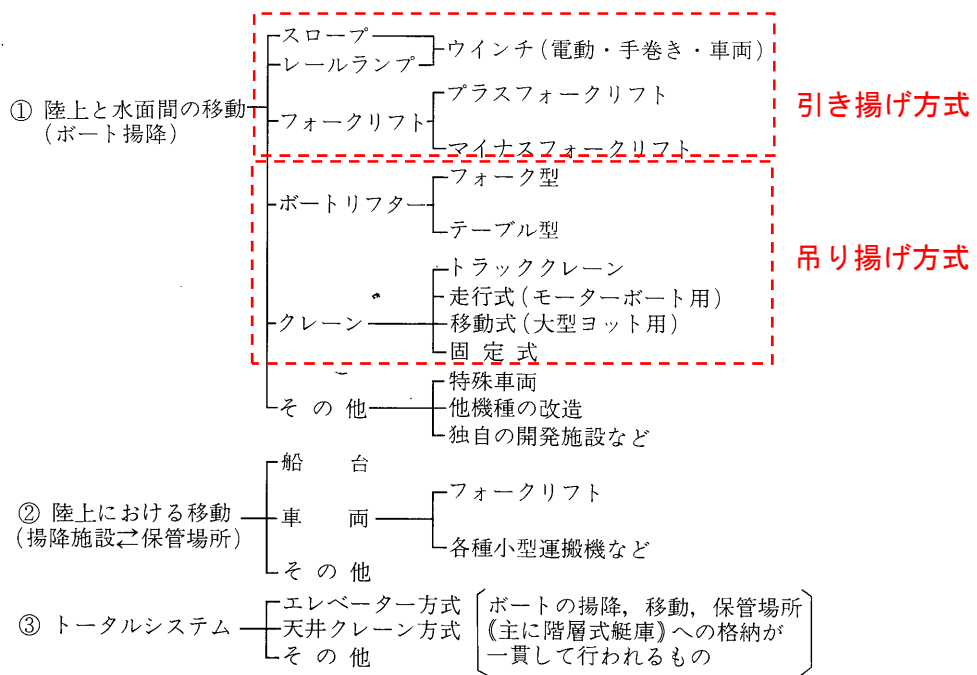 ① 陸上と水面間の移動
(ボート揚降)
スロープ
レールランプ
ウインチ(電動・手巻き・車両)
フォークリフト
プラスフォークリフト
マイナスフォークリフト
引き揚げ方式
ボートリフター
フォーク型
テーブル型
クレーン
トラッククレーン
走行式(モーターボート用)
移動式(大型ヨット用)
固定式
吊り揚げ方式
その他
特殊車両
他機種の改造
独自の開発施設など
② 陸上における移動
(揚降施設⇄保管場所)
船台
車両
フォークリフト
各種小型運搬機など
その他
③ トータルシステム
エレベーター方式
天井クレーン方式
その他
ボートの揚降,移動,保管場所
《主に階層式艇庫》への格納が
一貫して行われるもの